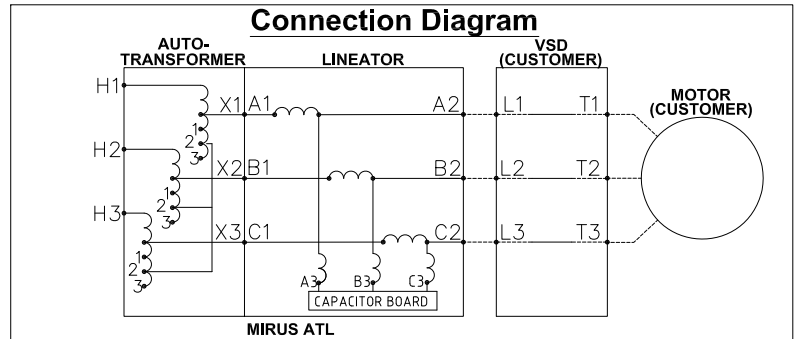 Connection Diagram
AUTO-
TRANSFORMER
LINEATOR
VSD
(CUSTOMER)
MOTOR
(CUSTOMER)
H1
X1 A1
A2
L1
T1
1
2
3
H2
X2 B1
B2
L2
T2
1
2
3
H3
X3 C1
C2
L3
T3
1
2
3
A3
B3
C3
CAPACITOR BOARD
MIRUS ATL